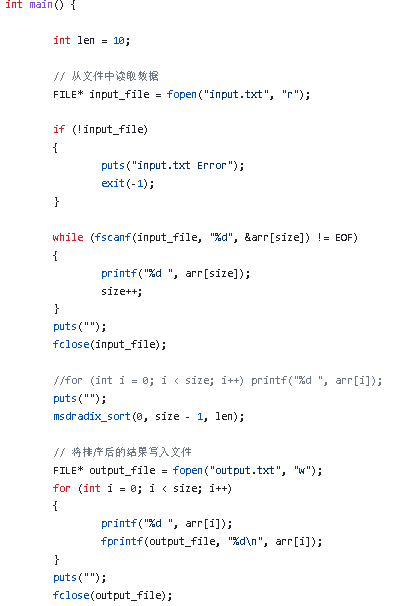 int main() {
int len = 10;
// 从文件中读取数据
FILE* input_file = fopen("input.txt", "r");
if (!input_file)
{
puts("input.txt Error");
exit(-1);
}
while (fscanf(input_file, "%d", &arr[size]) != EOF)
{
printf("%d ", arr[size]);
size++;
}
puts("");
fclose(input_file);
//for (int i = 0; i < size; i++) printf("%d ", arr[i]);
puts("");
msdradix_sort(0, size - 1, len);
// 将排序后的结果写入文件
FILE* output_file = fopen("output.txt", "w");
for (int i = 0; i < size; i++)
{
printf("%d ", arr[i]);
fprintf(output_file, "%d\n", arr[i]);
}
puts("");
fclose(output_file);